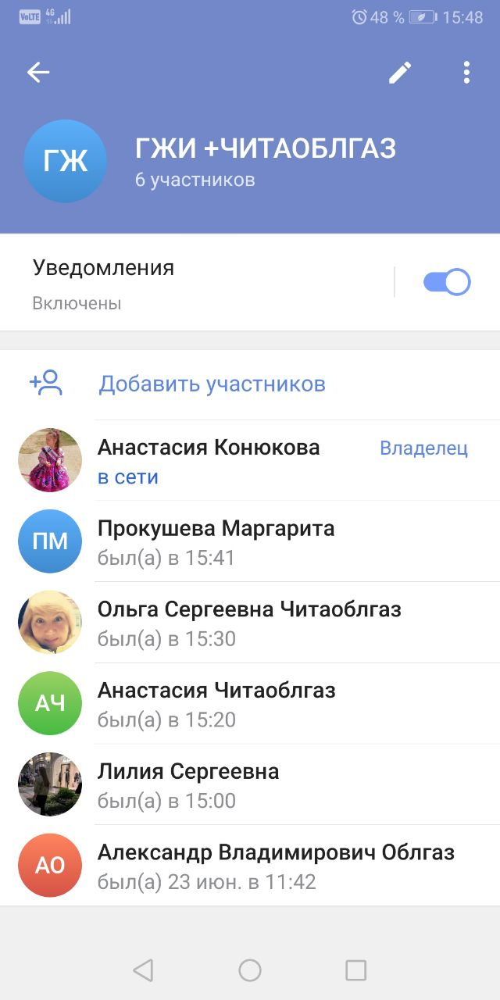 VoLTE 4G 48 % 15:48
ГЖ
ГЖИ +ЧИТАОБЛГАЗ
6 участников
Уведомления
Включены
Добавить участников
Анастасия Конюкова Владелец
в сети
ПМ
Прокушева Маргарита
был(а) в 15:41
Ольга Сергеевна Читаоблгаз
был(а) в 15:30
АЧ
Анастасия Читаоблгаз
был(а) в 15:20
Лилия Сергеевна
был(а) в 15:00
АО
Александр Владимирович Облгаз
был(а) 23 июн. в 11:42